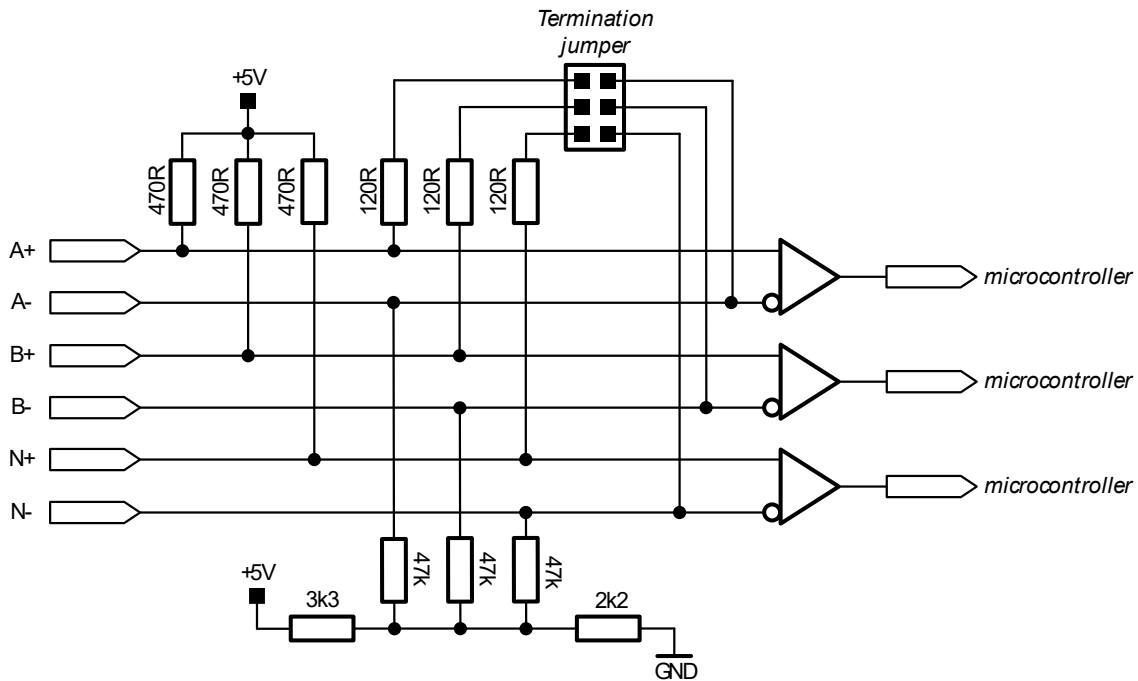 Termination
jumper
+5V
470R
470R
470R
120R
120R
120R
A+
microcontroller
A-
B+
microcontroller
B-
N+
microcontroller
N-
47k
47k
47k
+5V
3k3
2k2
GND